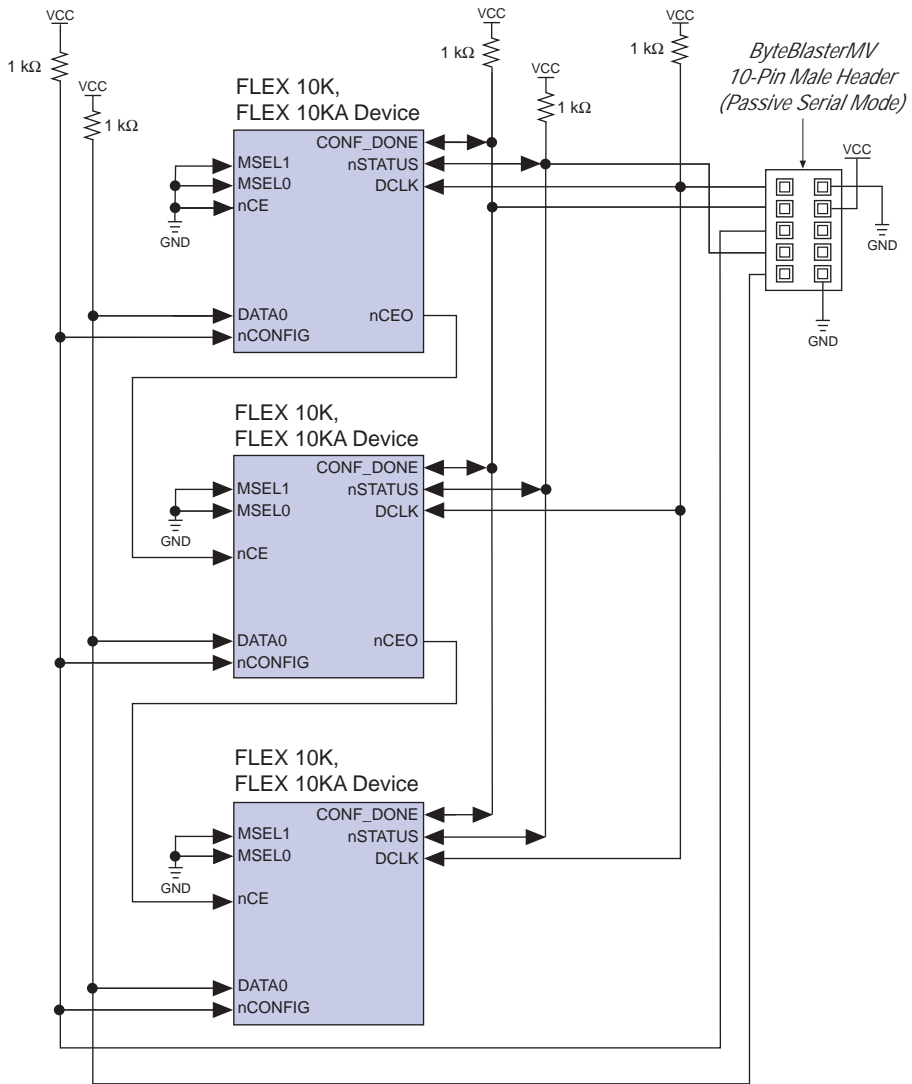 VCC
1 kΩ
VCC
1 kΩ
VCC
1 kΩ
VCC
1 kΩ
VCC
1 kΩ
ByteBlasterMV
10-Pin Male Header
(Passive Serial Mode)
VCC
GND
GND
FLEX 10K,
FLEX 10KA Device
MSEL1
MSEL0
nCE
GND
DATA0
nCONFIG
CONF_DONE
nSTATUS
DCLK
nCEO
FLEX 10K,
FLEX 10KA Device
MSEL1
MSEL0
GND
nCE
DATA0
nCONFIG
CONF_DONE
nSTATUS
DCLK
nCEO
FLEX 10K,
FLEX 10KA Device
MSEL1
MSEL0
GND
nCE
DATA0
nCONFIG
CONF_DONE
nSTATUS
DCLK